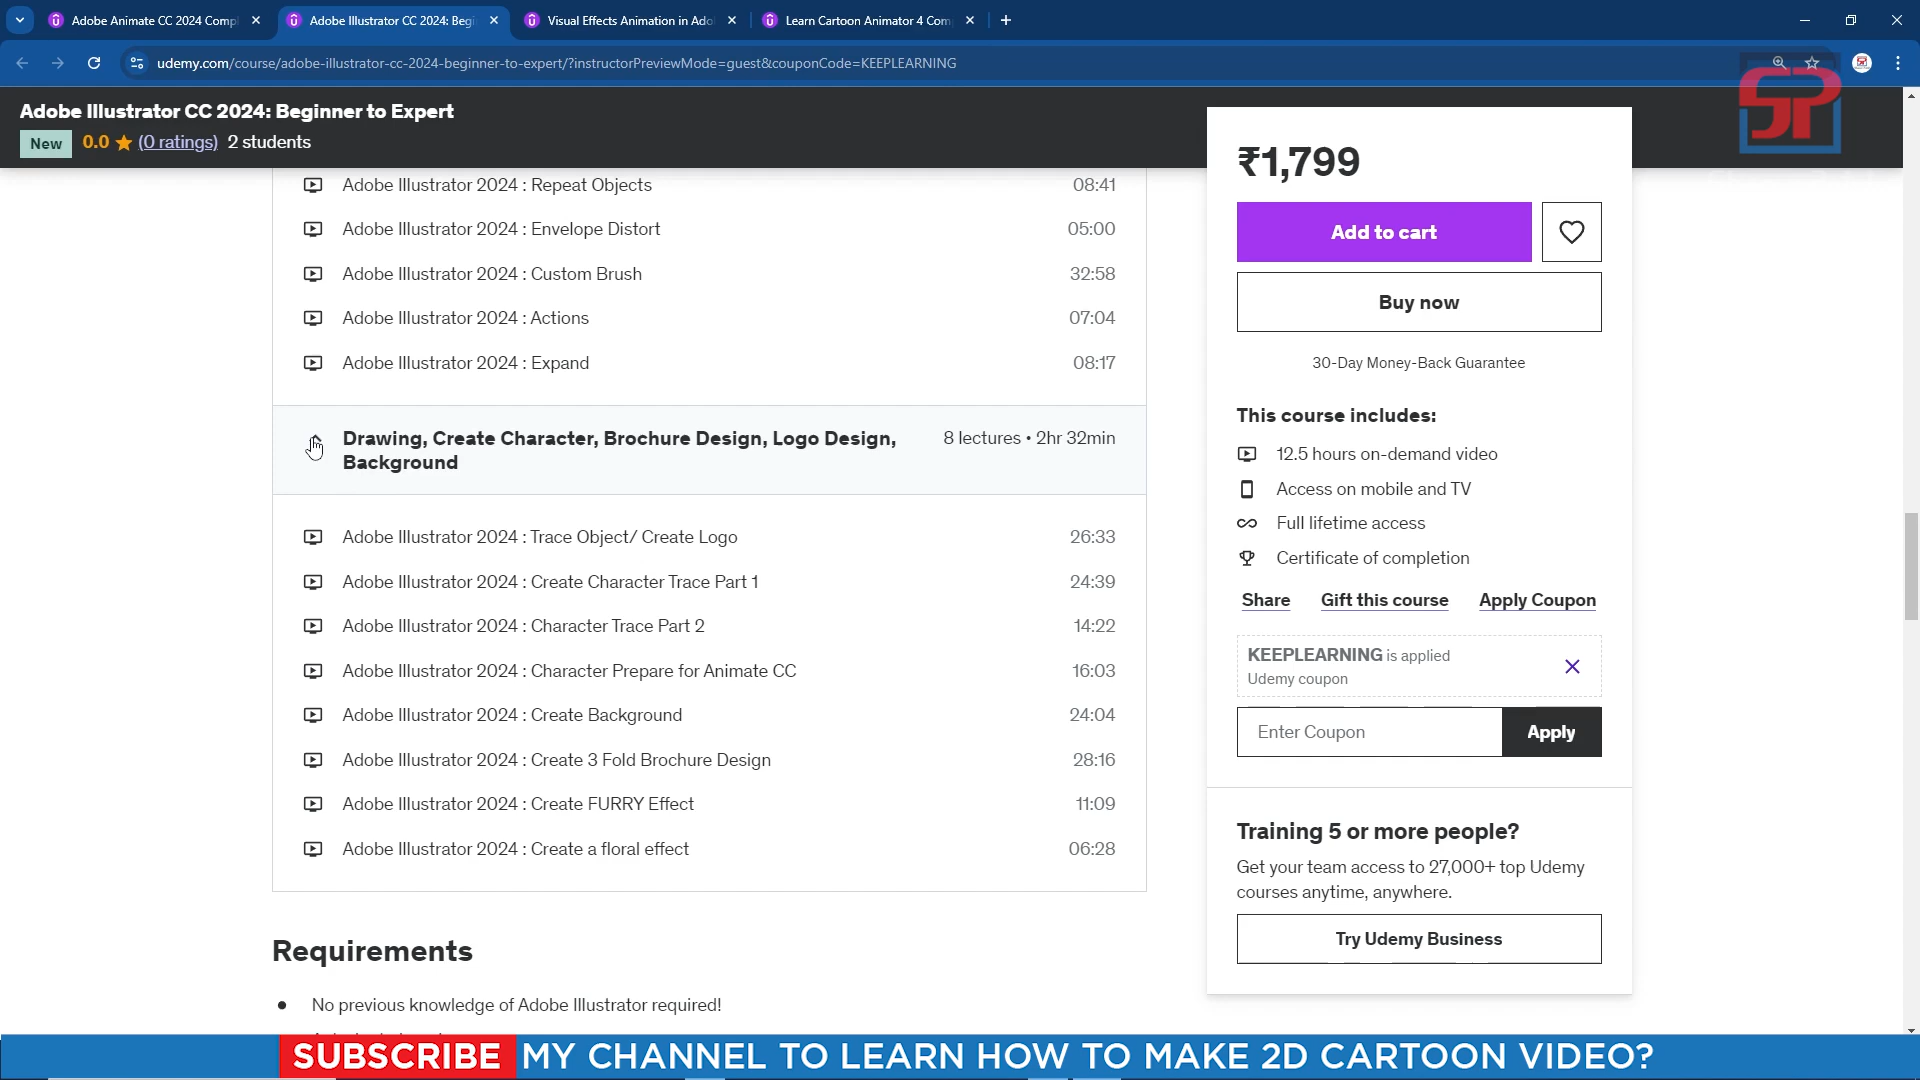 Adobe Animate CC 2024 Compl
Adobe Illustrator CC 2024: Begi
Visual Effects Animation in Ado
Learn Cartoon Animator 4 Com
udemy.com/course/adobe-illustrator-cc-2024-beginner-to-expert/?instructorPreviewMode=guest&couponCode=KEEPLEARNING
Adobe Illustrator CC 2024: Beginner to Expert
New 0.0 (0 ratings) 2 students
SP
Adobe Illustrator 2024 : Repeat Objects 08:41
Adobe Illustrator 2024 : Envelope Distort 05:00
Adobe Illustrator 2024 : Custom Brush 32:58
Adobe Illustrator 2024 : Actions 07:04
Adobe Illustrator 2024 : Expand 08:17
Drawing, Create Character, Brochure Design, Logo Design, 8 lectures • 2hr 32min
Background
Adobe Illustrator 2024 : Trace Object/ Create Logo 26:33
Adobe Illustrator 2024 : Create Character Trace Part 1 24:39
Adobe Illustrator 2024 : Character Trace Part 2 14:22
Adobe Illustrator 2024 : Character Prepare for Animate CC 16:03
Adobe Illustrator 2024 : Create Background 24:04
Adobe Illustrator 2024 : Create 3 Fold Brochure Design 28:16
Adobe Illustrator 2024 : Create FURRY Effect 11:09
Adobe Illustrator 2024 : Create a floral effect 06:28
Requirements
• No previous knowledge of Adobe Illustrator required!
₹1,799
Add to cart
Buy now
30-Day Money-Back Guarantee
This course includes:
12.5 hours on-demand video
Access on mobile and TV
Full lifetime access
Certificate of completion
Share Gift this course Apply Coupon
KEEPLEARNING is applied
Udemy coupon
Enter Coupon Apply
Training 5 or more people?
Get your team access to 27,000+ top Udemy
courses anytime, anywhere.
Try Udemy Business
SUBSCRIBE MY CHANNEL TO LEARN HOW TO MAKE 2D CARTOON VIDEO?